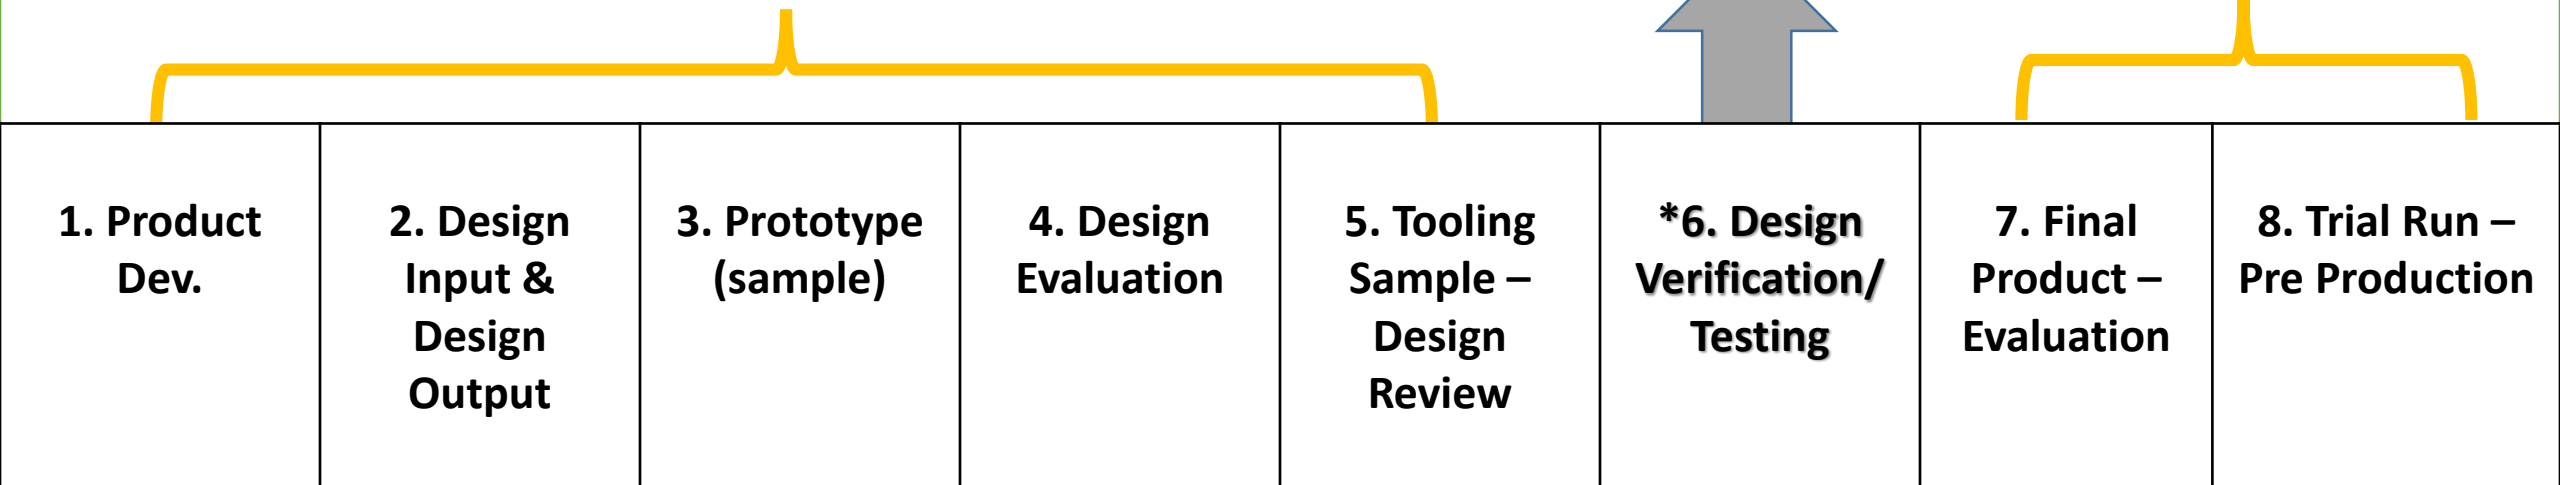 1. Product
Dev.
2. Design
Input &
Design
Output
3. Prototype
(sample)
4. Design
Evaluation
5. Tooling
Sample –
Design
Review
*6. Design
Verification/
Testing
7. Final
Product –
Evaluation
8. Trial Run –
Pre Production